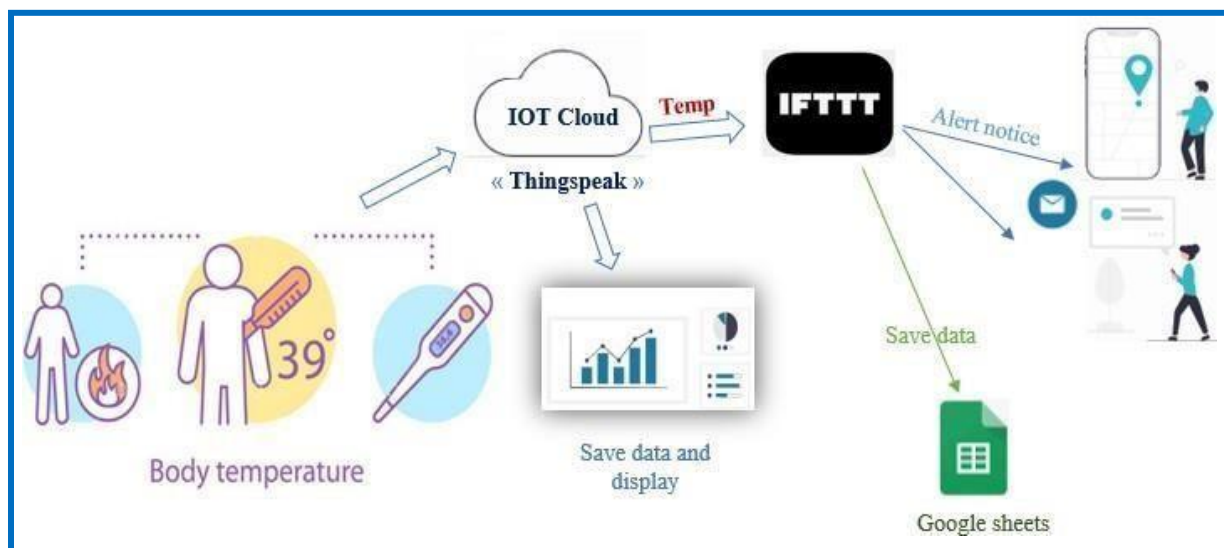 IOT Cloud
« Thingspeak »
Temp
IFTTT
Alert notice
39°
Body temperature
Save data and
display
Save data
Google sheets